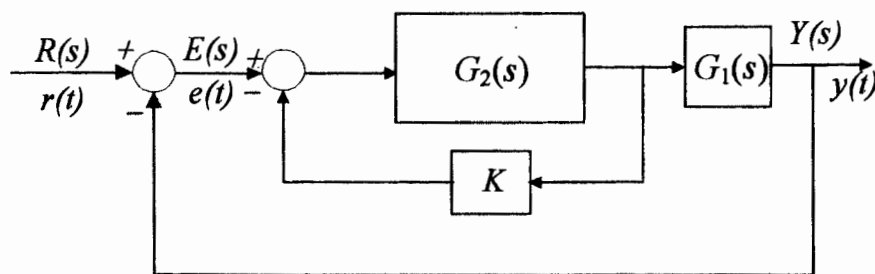 R(s)
r(t)
+
−
E(s)
e(t)
±
−
G₂(s)
K
G₁(s)
Y(s)
y(t)